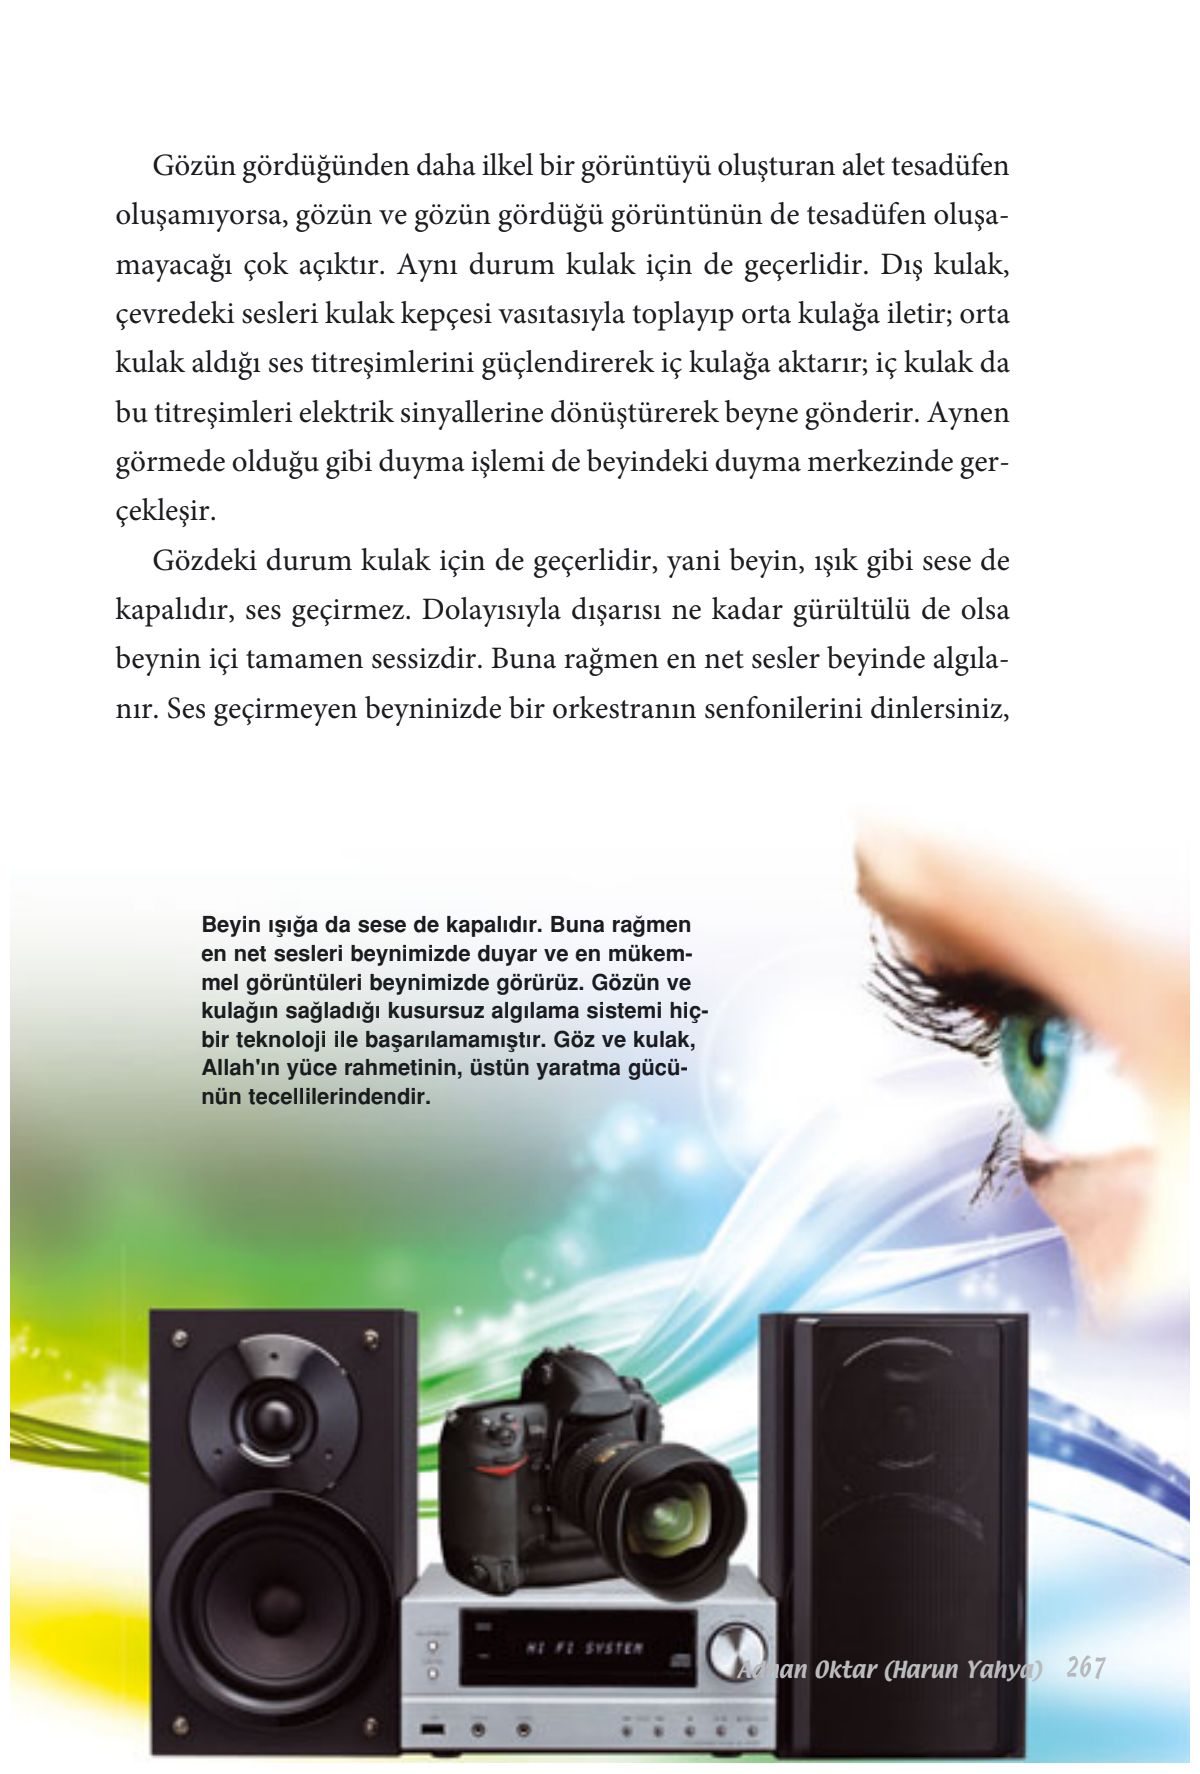 Gözün gördüğünden daha ilkel bir görüntüyü oluşturan alet tesadüfen
oluşamıyorsa, gözün ve gözün gördüğü görüntünün de tesadüfen oluşa-
mayacağı çok açıktır. Aynı durum kulak için de geçerlidir. Dış kulak,
çevredeki sesleri kulak kepçesi vasıtasıyla toplayıp orta kulağa iletir; orta
kulak aldığı ses titreşimlerini güçlendirerek iç kulağa aktarır; iç kulak da
bu titreşimleri elektrik sinyallerine dönüştürerek beyne gönderir. Aynen
görmede olduğu gibi duyma işlemi de beyindeki duyma merkezinde ger-
çekleşir.
Gözdeki durum kulak için de geçerlidir, yani beyin, ışık gibi sese de
kapalıdır, ses geçirmez. Dolayısıyla dışarısı ne kadar gürültülü de olsa
beynin içi tamamen sessizdir. Buna rağmen en net sesler beyinde algıla-
nır. Ses geçirmeyen beyninizde bir orkestranın senfonilerini dinlersiniz,
Beyin ışığa da sese de kapalıdır. Buna rağmen
en net sesleri beynimizde duyar ve en mükem-
mel görüntüleri beynimizde görürüz. Gözün ve
kulağın sağladığı kusursuz algılama sistemi hiç-
bir teknoloji ile başarılamamıştır. Göz ve kulak,
Allah'ın yüce rahmetinin, üstün yaratma gücü-
nün tecellilerindendir.
HI FI SYSTEM
Adnan Oktar (Harun Yahya) 267